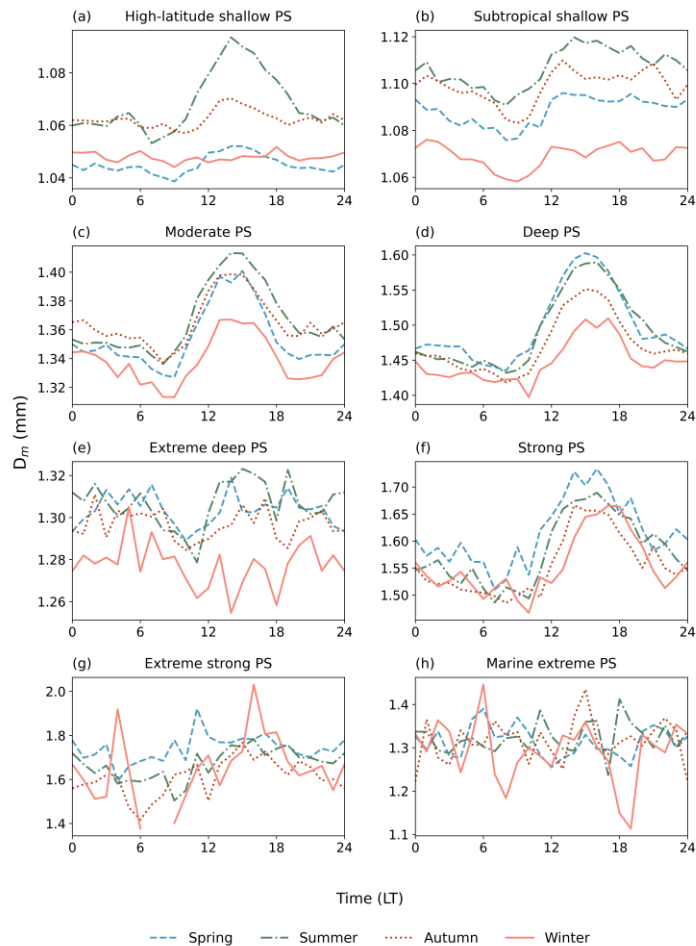 (a) High-latitude shallow PS
1.08
1.06
1.04
0 6 12 18 24
(b) Subtropical shallow PS
1.12
1.10
1.08
1.06
0 6 12 18 24
(c) Moderate PS
1.40
1.38
1.36
1.34
1.32
0 6 12 18 24
(d) Deep PS
1.60
1.55
1.50
1.45
1.40
0 6 12 18 24
Dm (mm)
(e) Extreme deep PS
1.32
1.30
1.28
1.26
0 6 12 18 24
(f) Strong PS
1.70
1.65
1.60
1.55
1.50
0 6 12 18 24
(g) Extreme strong PS
2.0
1.8
1.6
1.4
0 6 12 18 24
(h) Marine extreme PS
1.4
1.3
1.2
1.1
0 6 12 18 24
Time (LT)
Spring Summer Autumn Winter